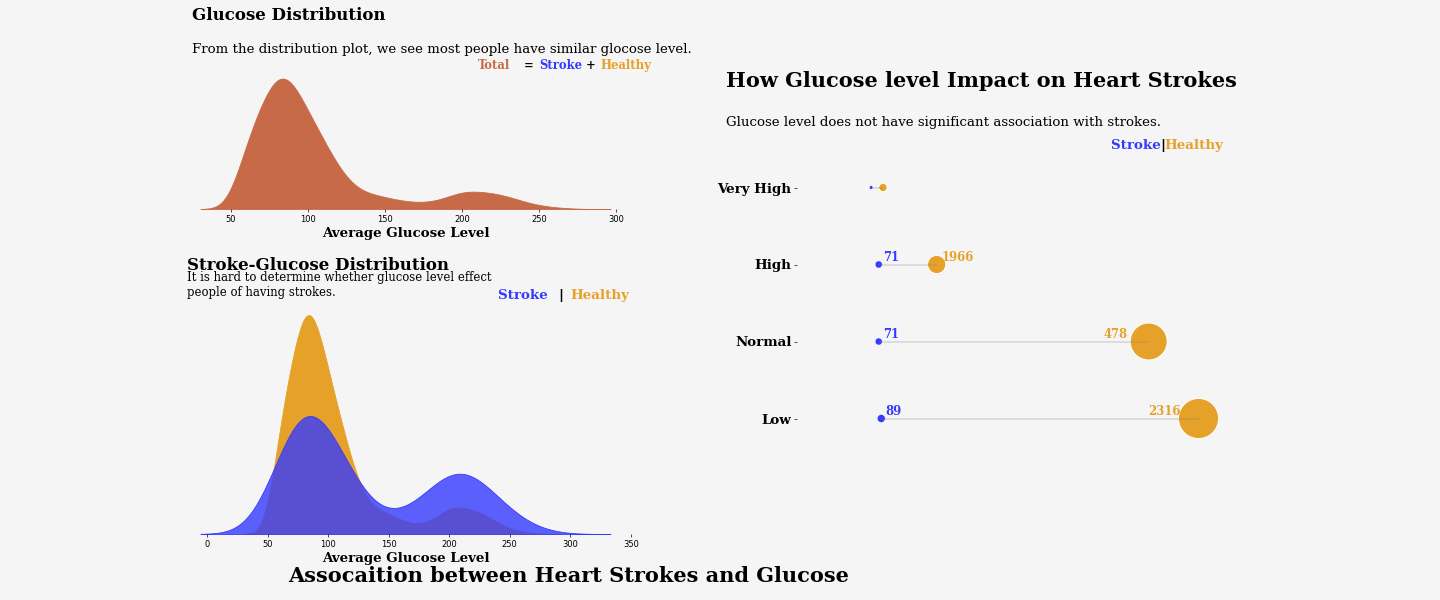 Glucose Distribution
From the distribution plot, we see most people have similar glocose level.
Total = Stroke + Healthy
50 100 150 200 250 300
Average Glucose Level
Stroke-Glucose Distribution
It is hard to determine whether glucose level effect
people of having strokes.
Stroke | Healthy
0 50 100 150 200 250 300 350
Average Glucose Level
How Glucose level Impact on Heart Strokes
Glucose level does not have significant association with strokes.
Stroke|Healthy
Very High
High 71 1966
Normal 71 478
Low 89 2316
Assocaition between Heart Strokes and Glucose